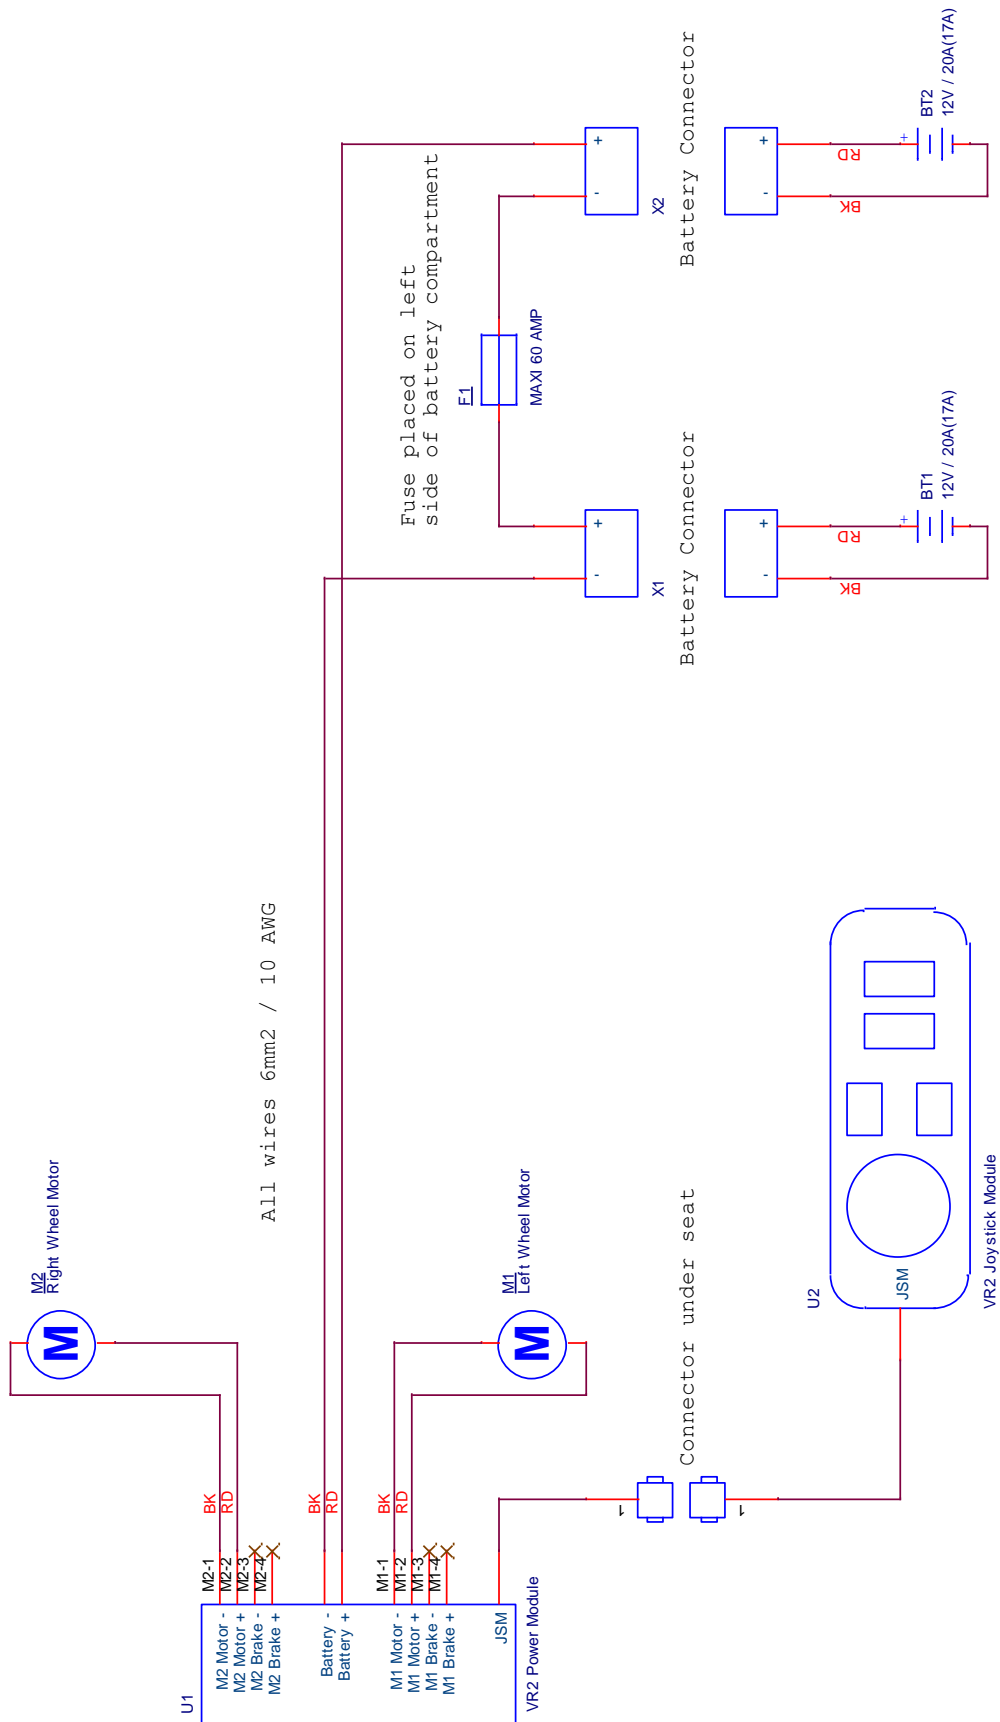 U1
M2 Motor -
M2 Motor +
M2 Brake -
M2 Brake +
Battery -
Battery +
M1 Motor -
M1 Motor +
M1 Brake -
M1 Brake +
JSM
VR2 Power Module
M2-1
M2-2
M2-3
M2-4
M1-1
M1-2
M1-3
M1-4
BK
RD
BK
RD
BK
RD
M2
Right Wheel Motor
M
M1
Left Wheel Motor
M
All wires 6mm2 / 10 AWG
Connector under seat
1
1
U2
JSM
VR2 Joystick Module
Fuse placed on left
side of battery compartment
F1
MAXI 60 AMP
X1
Battery Connector
-
+
-
+
BK
RD
+
BT1
12V / 20A(17A)
X2
Battery Connector
-
+
-
+
BK
RD
+
BT2
12V / 20A(17A)